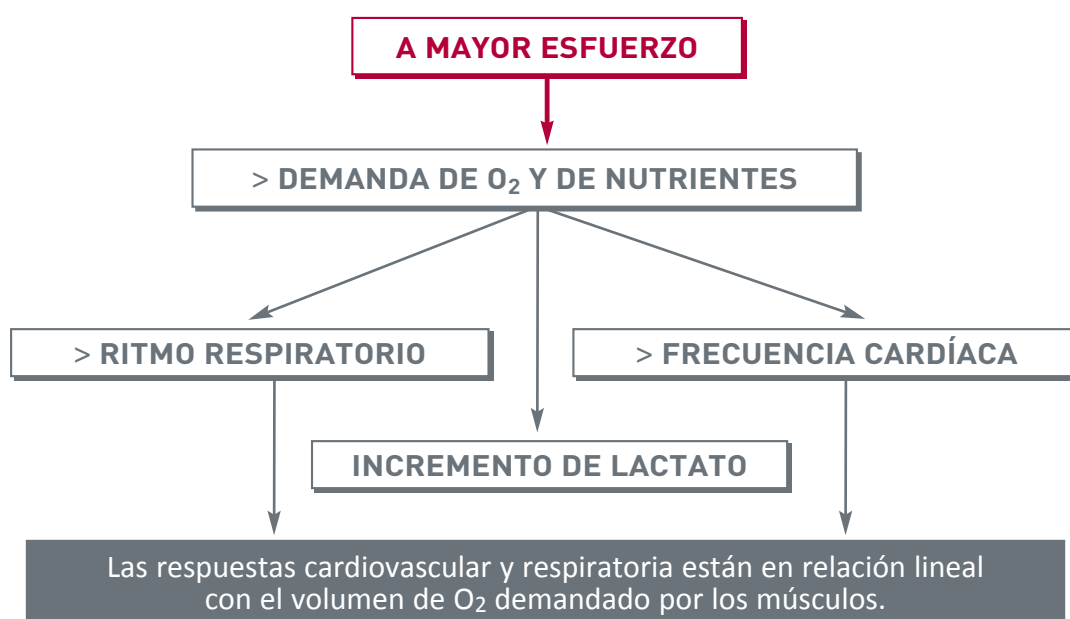 A MAYOR ESFUERZO
> DEMANDA DE O₂ Y DE NUTRIENTES
> RITMO RESPIRATORIO
> FRECUENCIA CARDÍACA
INCREMENTO DE LACTATO
Las respuestas cardiovascular y respiratoria están en relación lineal
con el volumen de O₂ demandado por los músculos.